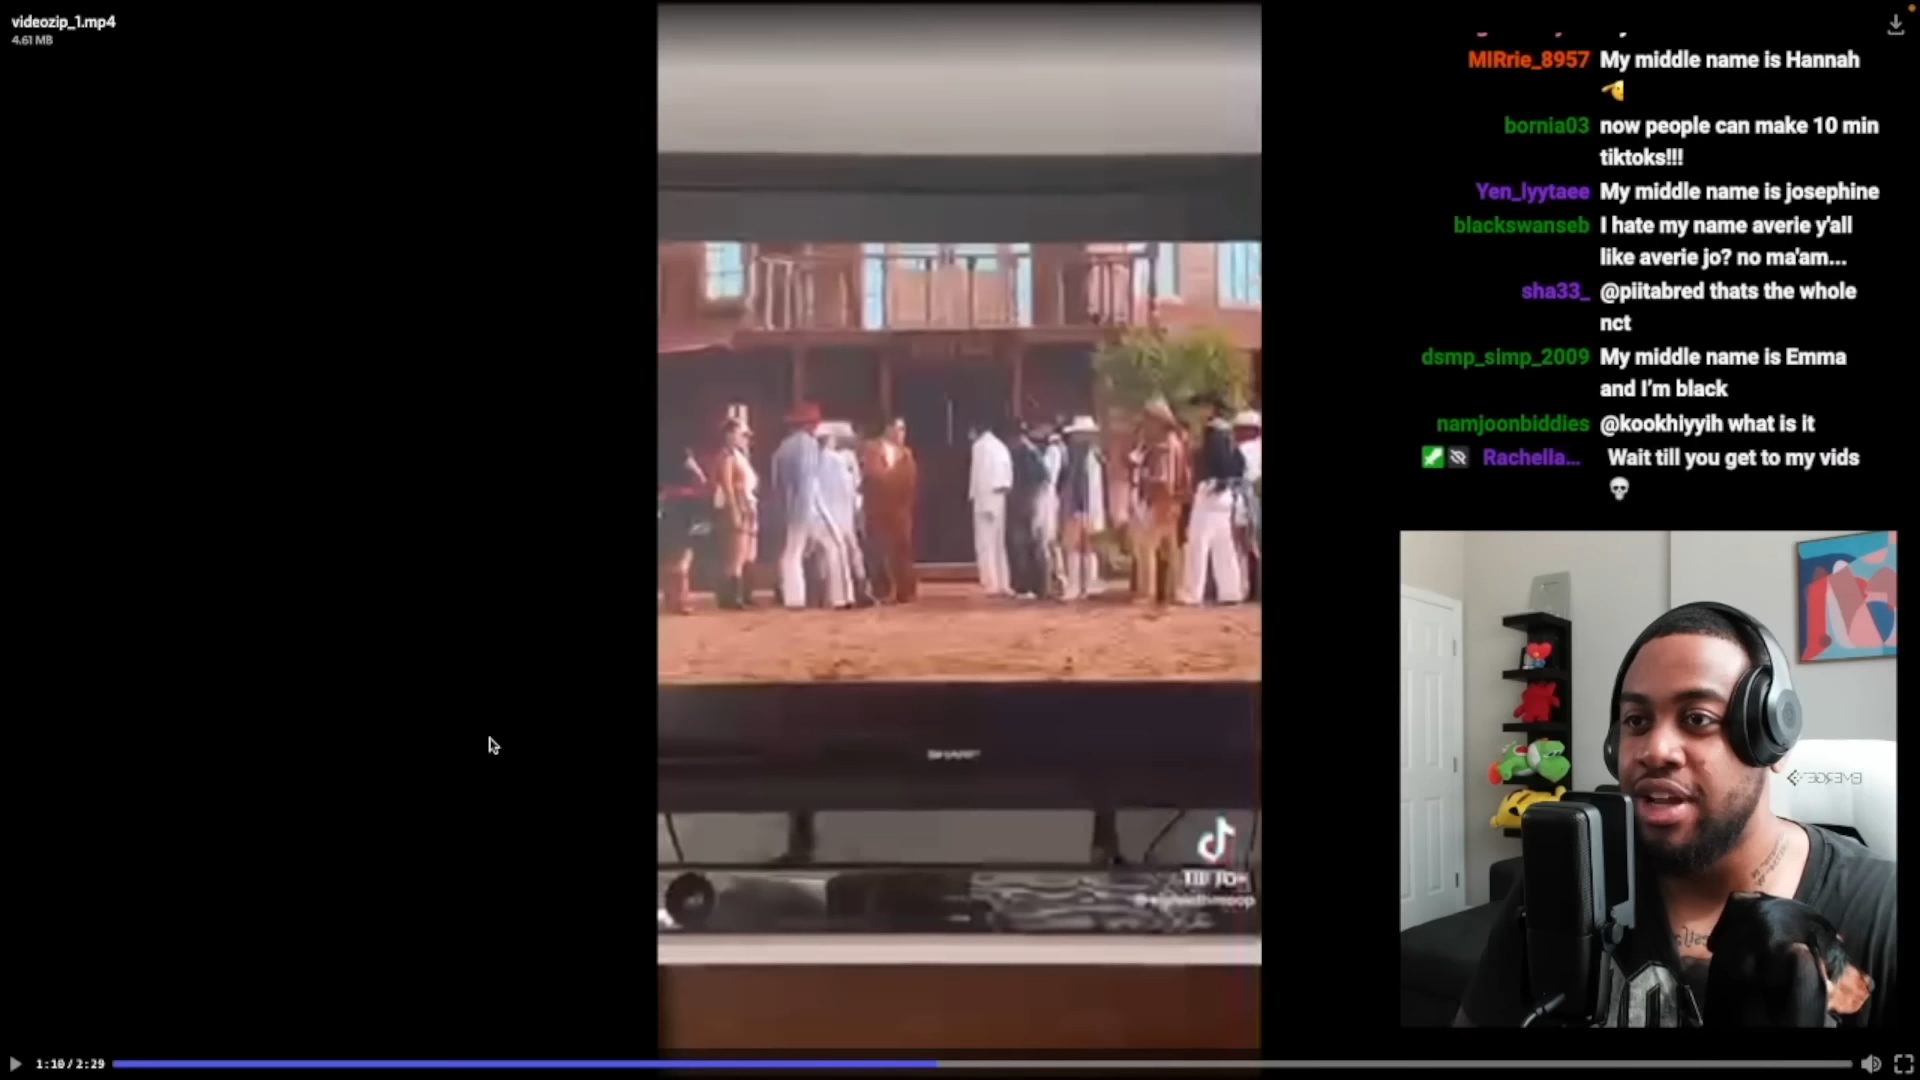 videozip_1.mp4
4.61 MB
MIRrie_8957 My middle name is Hannah
bornia03 now people can make 10 min
tiktoks!!!
Yen_lyytaee My middle name is josephine
blackswanseb I hate my name averie y'all
like averie jo? no ma'am...
sha33_ @piitabred thats the whole
nct
dsmp_simp_2009 My middle name is Emma
and I'm black
namjoonbiddies @kookhiyyih what is it
Rachella... Wait till you get to my vids
SHARP
EMERGE
1:10 / 2:29